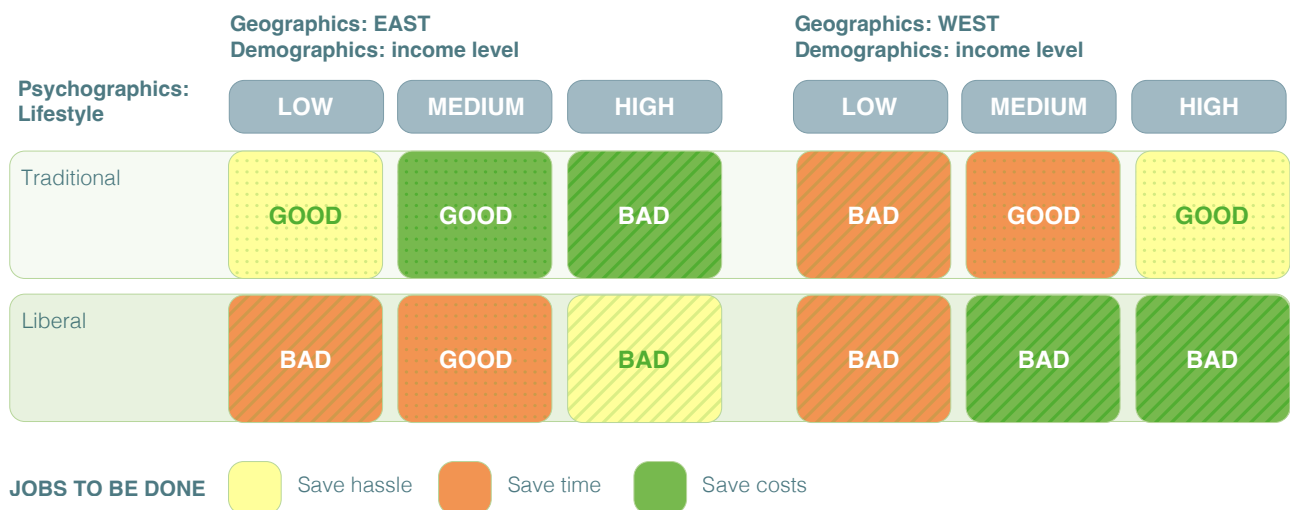 Geographics: EAST
Demographics: income level
Geographics: WEST
Demographics: income level
Psychographics:
Lifestyle
LOW MEDIUM HIGH LOW MEDIUM HIGH
Traditional
GOOD GOOD BAD BAD GOOD GOOD
Liberal
BAD GOOD BAD BAD BAD BAD
JOBS TO BE DONE Save hassle Save time Save costs